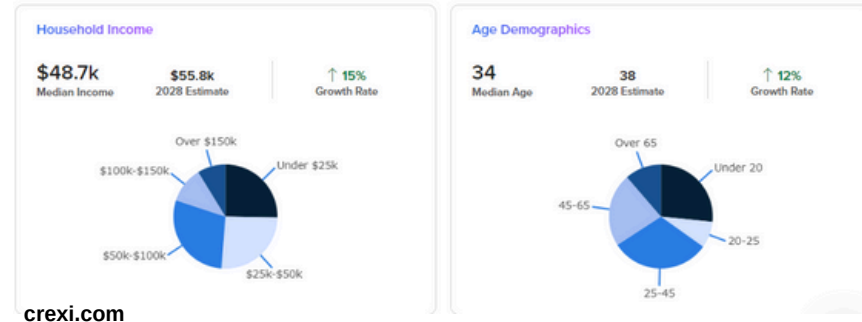 Household Income
$48.7k
Median Income
$55.8k
2028 Estimate
↑ 15%
Growth Rate
Over $150k
Under $25k
$100k-$150k
$50k-$100k
$25k-$50k
Age Demographics
34
Median Age
38
2028 Estimate
↑ 12%
Growth Rate
Over 65
Under 20
45-65
20-25
25-45
crexi.com